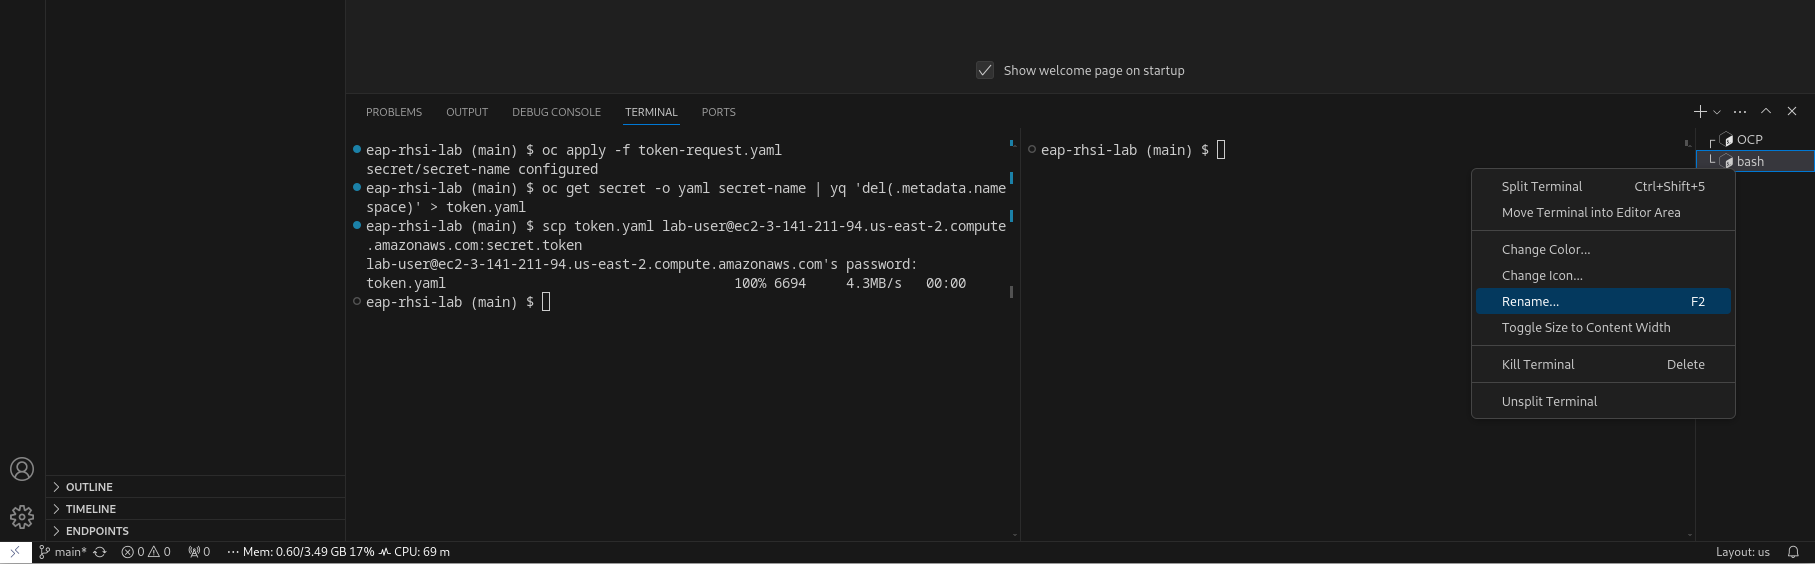 Show welcome page on startup
PROBLEMS OUTPUT DEBUG CONSOLE TERMINAL PORTS
eap-rhsi-lab (main) $ oc apply -f token-request.yaml
secret/secret-name configured
eap-rhsi-lab (main) $ oc get secret -o yaml secret-name | yq 'del(.metadata.name
space)' > token.yaml
eap-rhsi-lab (main) $ scp token.yaml lab-user@ec2-3-141-211-94.us-east-2.compute
.amazonaws.com:secret.token
lab-user@ec2-3-141-211-94.us-east-2.compute.amazonaws.com's password:
token.yaml 100% 6694 4.3MB/s 00:00
eap-rhsi-lab (main) $
eap-rhsi-lab (main) $
OCP
bash
Split Terminal Ctrl+Shift+5
Move Terminal into Editor Area
Change Color...
Change Icon...
Rename... F2
Toggle Size to Content Width
Kill Terminal Delete
Unsplit Terminal
OUTLINE
TIMELINE
ENDPOINTS
main* 0 0 0 Mem: 0.60/3.49 GB 17% CPU: 69 m Layout: us